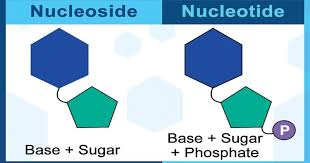 Nucleoside
Nucleotide
P
Base + Sugar
Base + Sugar
+ Phosphate